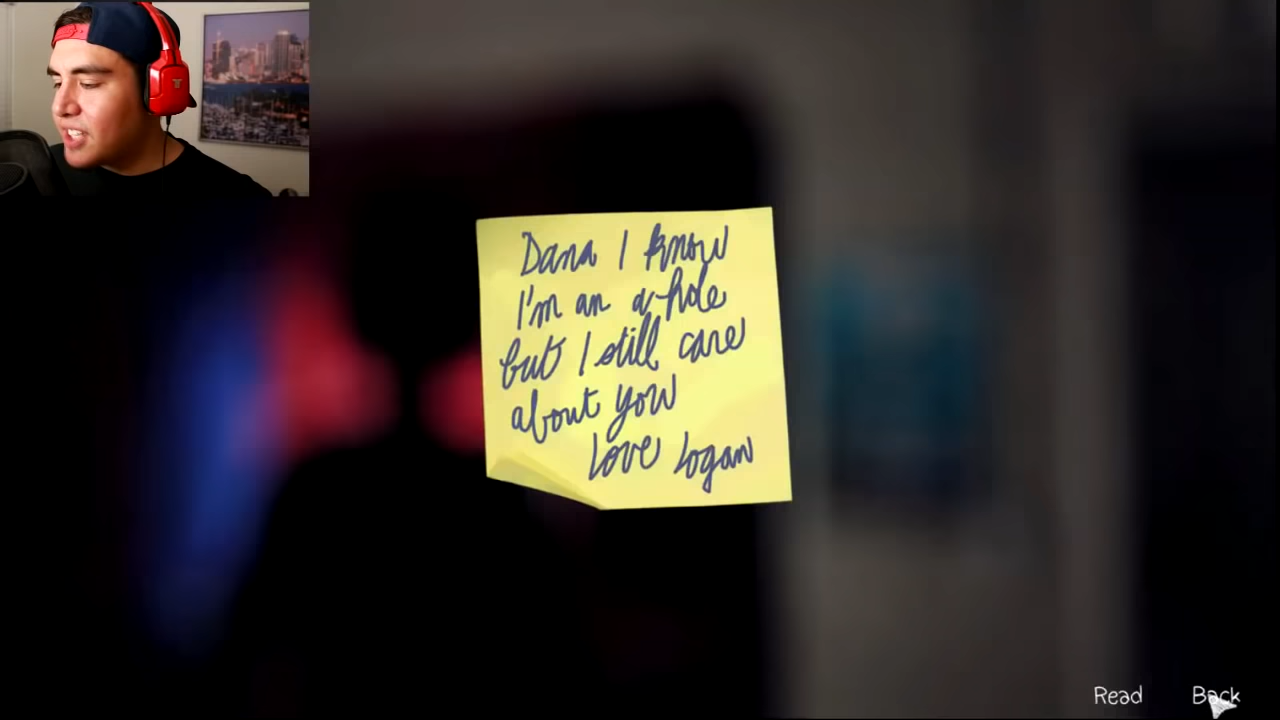 Dana I know
I'm an a-hole
but I still care
about you
Love Logan
Read Back